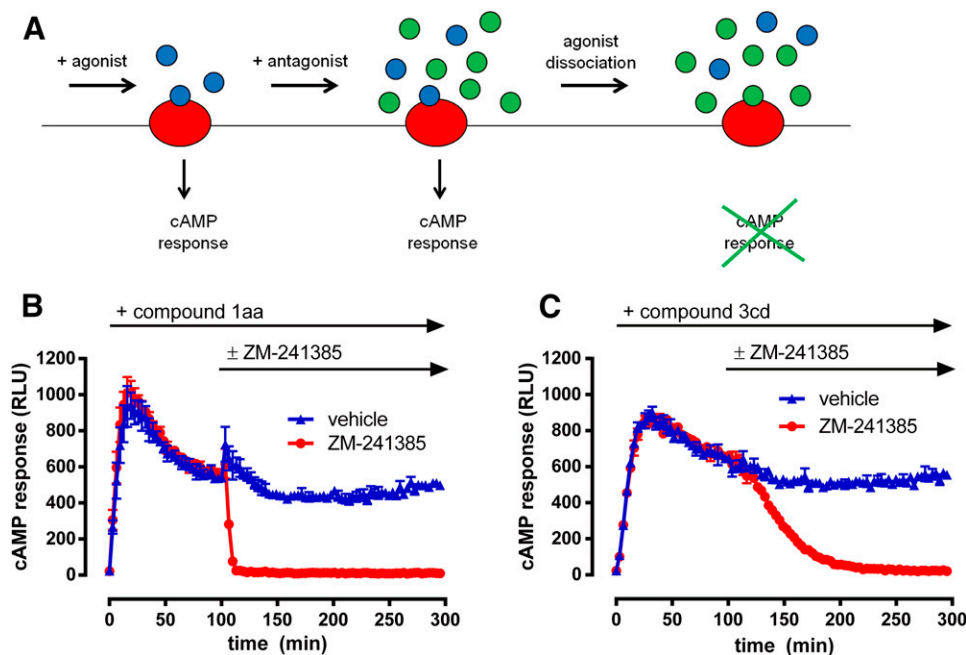 A
+ agonist
+ antagonist
agonist
dissociation
cAMP
response
cAMP
response
cAMP
response
B
+ compound 1aa
± ZM-241385
cAMP response (RLU)
1200
1000
800
600
400
200
0
vehicle
ZM-241385
0 50 100 150 200 250 300
time (min)
C
+ compound 3cd
± ZM-241385
cAMP response (RLU)
1200
1000
800
600
400
200
0
vehicle
ZM-241385
0 50 100 150 200 250 300
time (min)